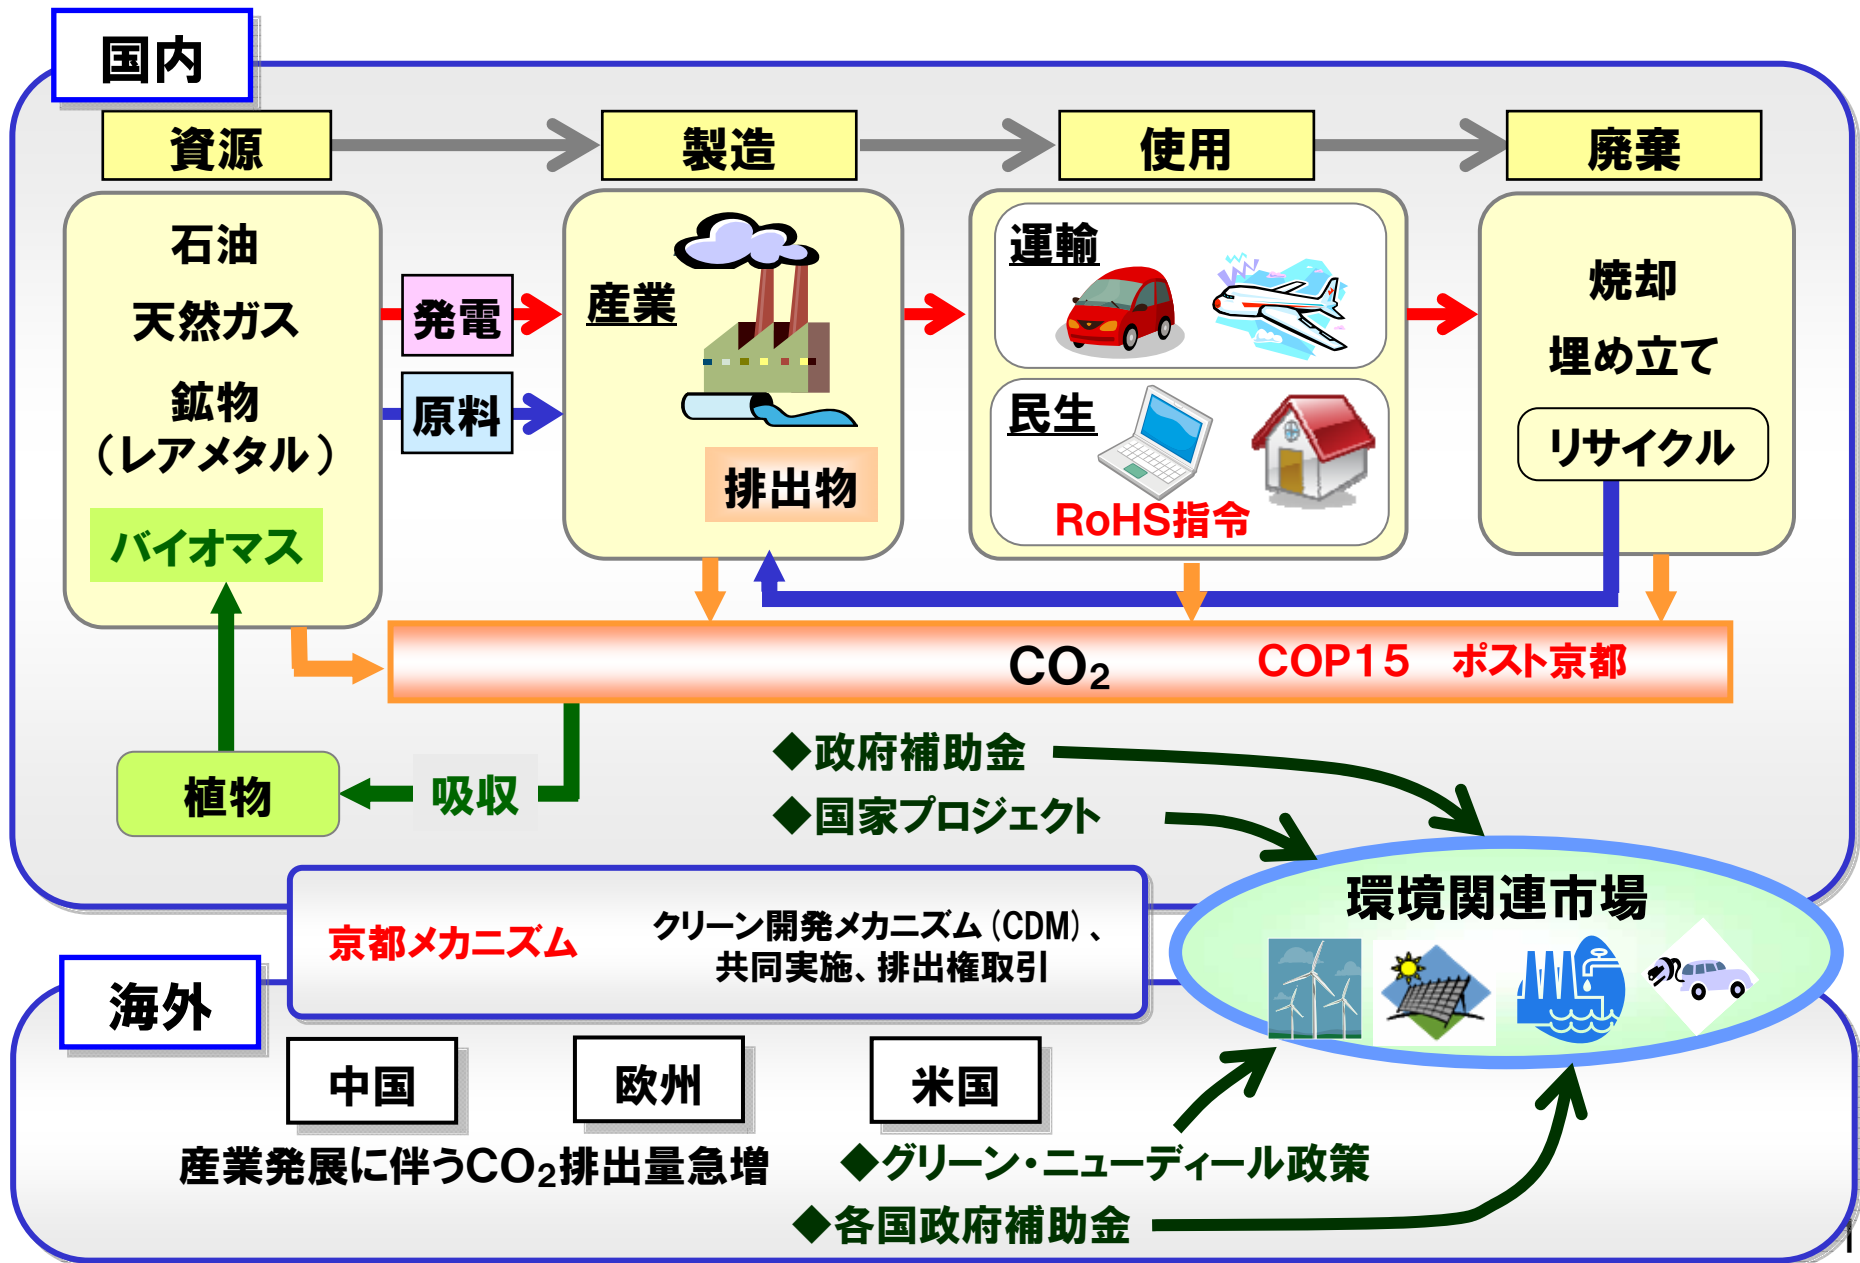 国内
資源
製造
使用
廃棄
石油
天然ガス
鉱物
（レアメタル）
バイオマス
発電
原料
産業
排出物
運輸
民生
RoHS指令
焼却
埋め立て
リサイクル
CO₂
COP15　ポスト京都
植物
吸収
◆政府補助金
◆国家プロジェクト
環境関連市場
京都メカニズム
クリーン開発メカニズム（CDM）、
共同実施、排出権取引
海外
中国
欧州
米国
産業発展に伴うCO₂排出量急増
◆グリーン・ニューディール政策
◆各国政府補助金
1